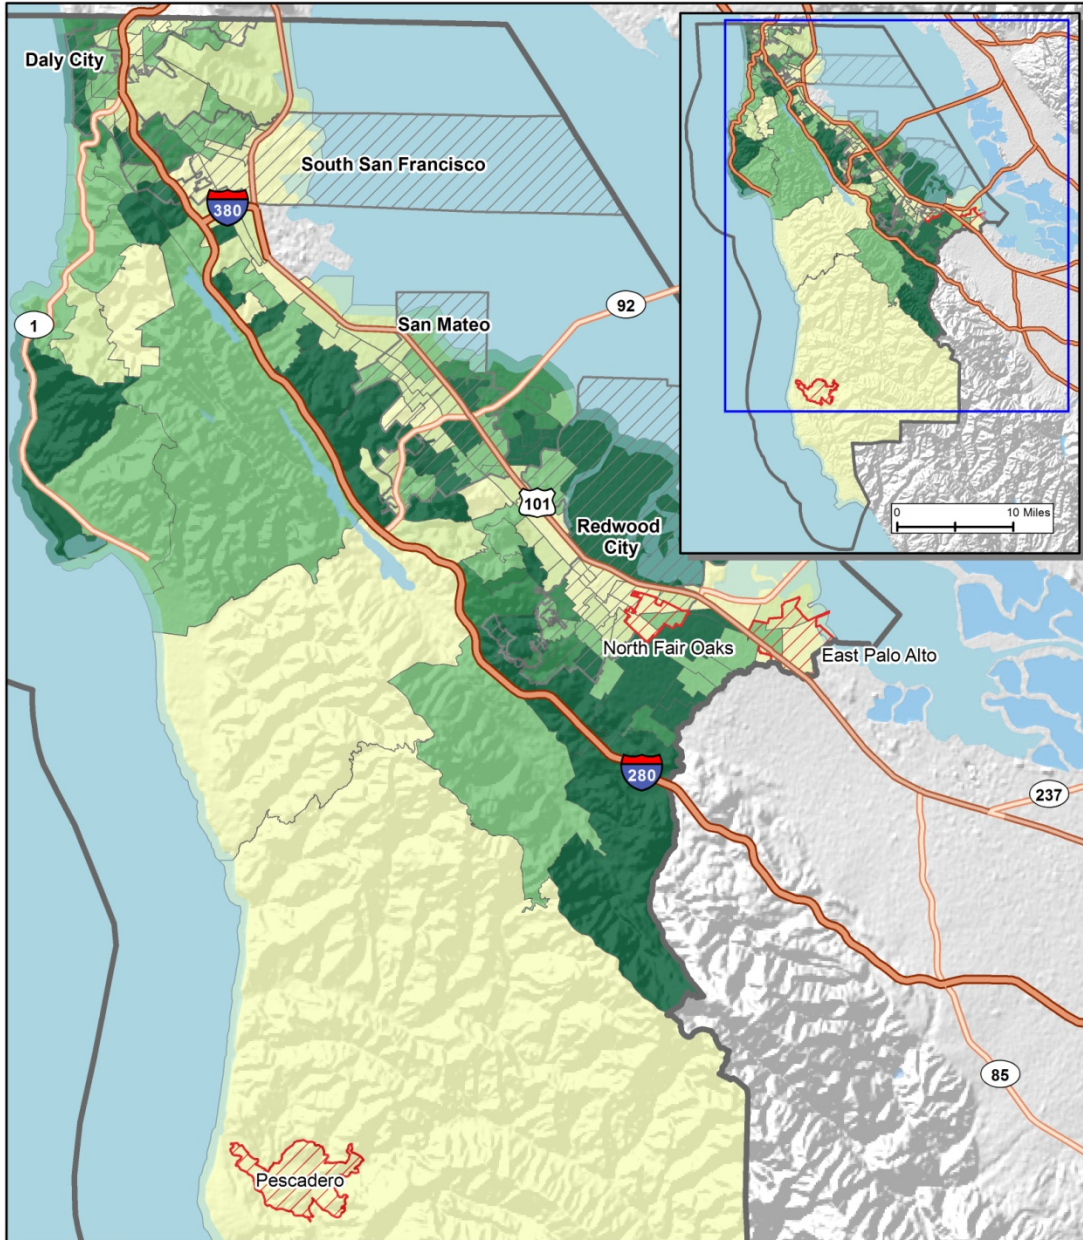 Daly City
South San Francisco
380
1
San Mateo
92
101
Redwood
City
0
10 Miles
North Fair Oaks
East Palo Alto
280
237
85
Pescadero